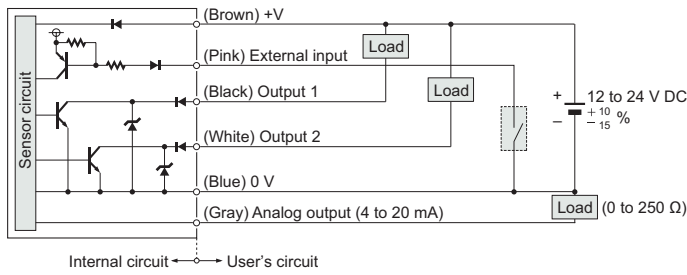 (Brown) +V
(Pink) External input
Load
(Black) Output 1
Load
+ 12 to 24 V DC
− +10 −15 %
Sensor circuit
(White) Output 2
(Blue) 0 V
Load (0 to 250 Ω)
(Gray) Analog output (4 to 20 mA)
Internal circuit User's circuit